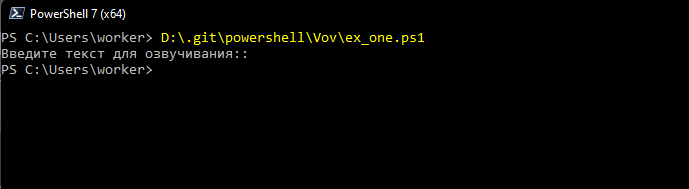 PowerShell 7 (x64)
PS C:\Users\worker> D:\.git\powershell\Vov\ex_one.ps1
Введите текст для озвучивания::
PS C:\Users\worker>